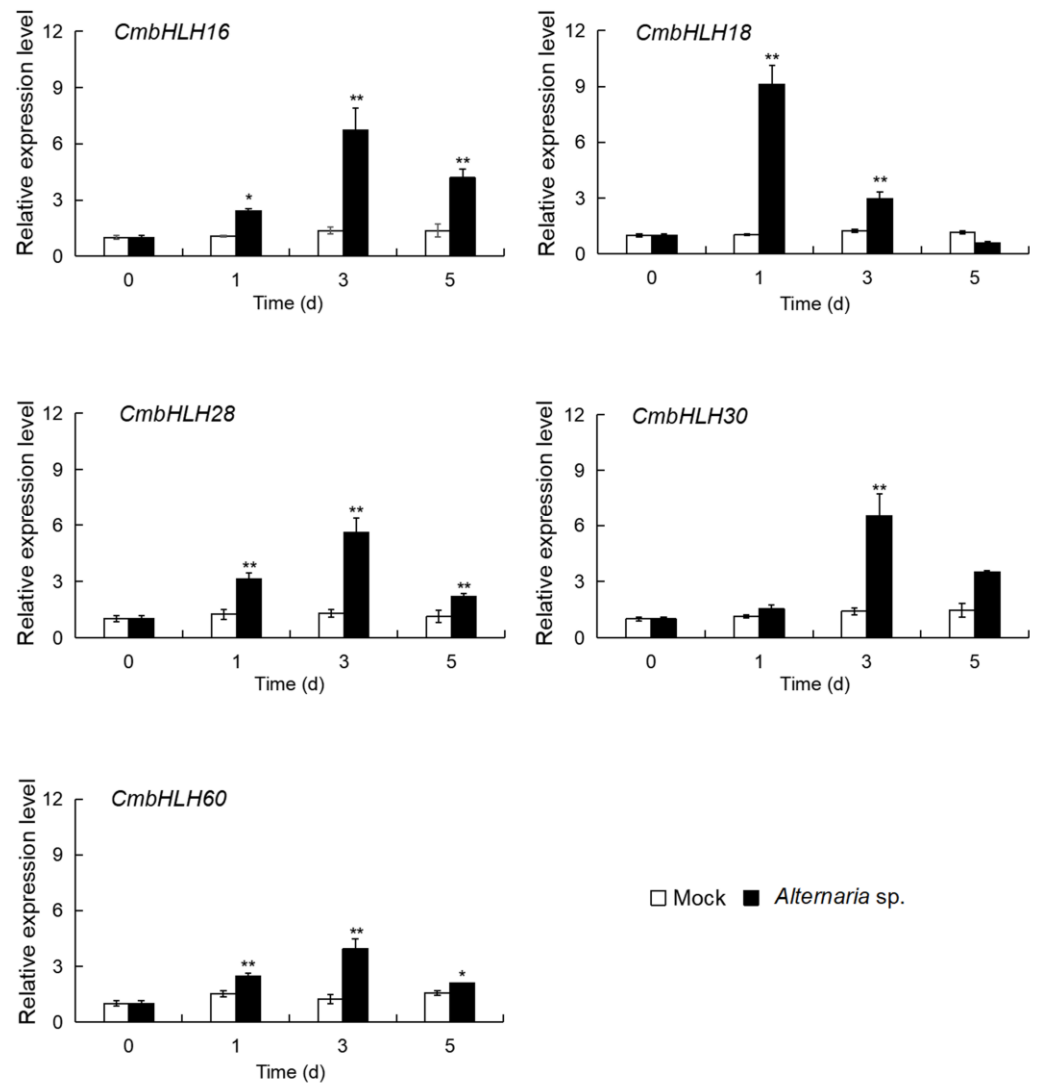 CmbHLH16
Relative expression level
12
9
6
3
0
*
**
**
0 1 3 5
Time (d)
CmbHLH18
Relative expression level
12
9
6
3
0
**
**
0 1 3 5
Time (d)
CmbHLH28
Relative expression level
12
9
6
3
0
**
**
**
0 1 3 5
Time (d)
CmbHLH30
Relative expression level
12
9
6
3
0
**
0 1 3 5
Time (d)
CmbHLH60
Relative expression level
12
9
6
3
0
**
**
*
0 1 3 5
Time (d)
Mock Alternaria sp.